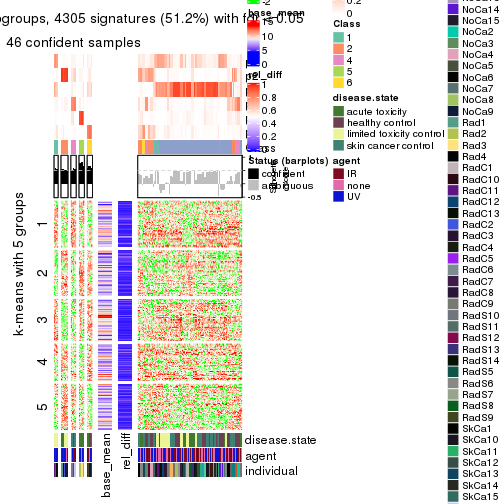 groups, 4305 signatures (51.2%) with
46 confident samples
base_mean
15
10
5
0
rel_diff
1
0.8
0.6
0.4
0.2
0
0.2
0
Class
1
2
4
5
6
disease.state
acute toxicity
healthy control
limited toxicity control
skin cancer control
Status (barplots)
confident
ambiguous
agent
IR
none
UV
-0.5
k-means with 5 groups
1
2
3
4
5
base_mean
rel_diff
disease.state
agent
individual
NoCa14
NoCa15
NoCa2
NoCa3
NoCa4
NoCa5
NoCa6
NoCa7
NoCa8
NoCa9
Rad1
Rad2
Rad3
Rad4
RadC1
RadC10
RadC11
RadC12
RadC13
RadC2
RadC3
RadC4
RadC5
RadC6
RadC7
RadC8
RadC9
RadS10
RadS11
RadS12
RadS13
RadS14
RadS5
RadS6
RadS7
RadS8
RadS9
SkCa1
SkCa10
SkCa11
SkCa12
SkCa13
SkCa14
SkCa15